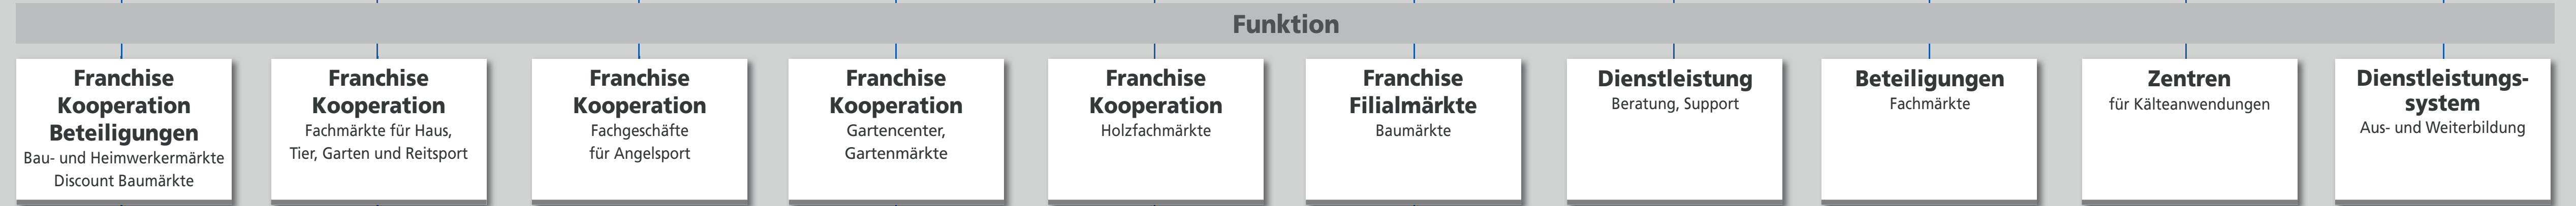 Funktion
Franchise
Kooperation
Beteiligungen
Bau- und Heimwerkermärkte
Discount Baumärkte
Franchise
Kooperation
Fachmärkte für Haus,
Tier, Garten und Reitsport
Franchise
Kooperation
Fachgeschäfte
für Angelsport
Franchise
Kooperation
Gartencenter,
Gartenmärkte
Franchise
Kooperation
Holzfachmärkte
Franchise
Filialmärkte
Baumärkte
Dienstleistung
Beratung, Support
Beteiligungen
Fachmärkte
Zentren
für Kälteanwendungen
Dienstleistungs-
system
Aus- und Weiterbildung